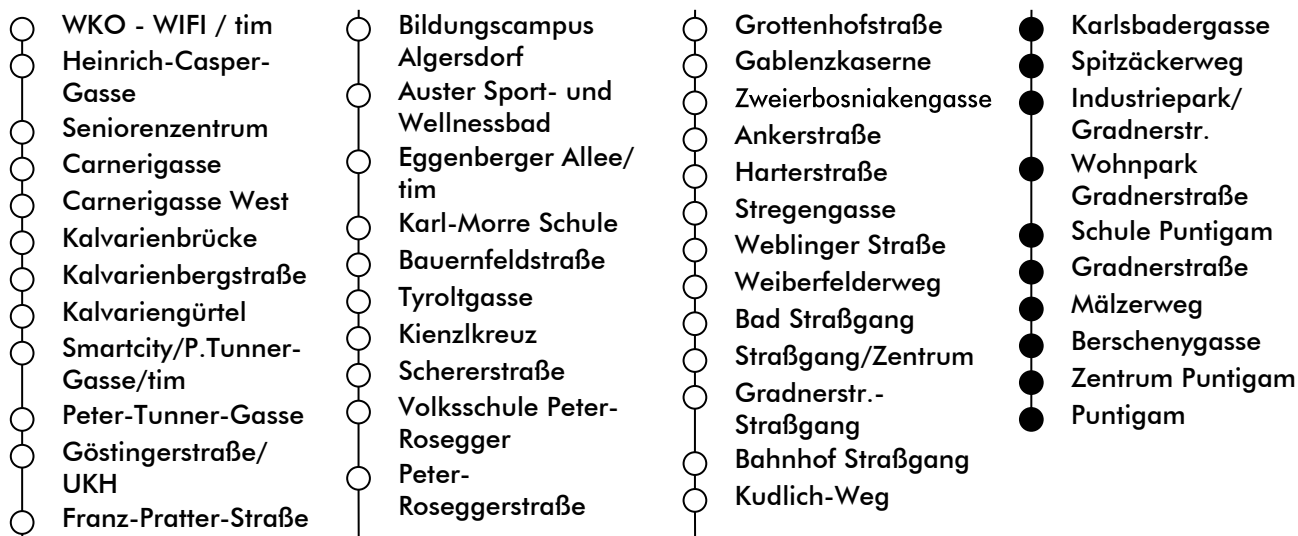 WKO - WIFI / tim
Heinrich-Casper-
Gasse
Seniorenzentrum
Carnerigasse
Carnerigasse West
Kalvarienbrücke
Kalvarienbergstraße
Kalvariengürtel
Smartcity/P.Tunner-
Gasse/tim
Peter-Tunner-Gasse
Göstingerstraße/
UKH
Franz-Pratter-Straße
Bildungscampus
Algersdorf
Auster Sport- und
Wellnessbad
Eggenberger Allee/
tim
Karl-Morre Schule
Bauernfeldstraße
Tyroltgasse
Kienzlkreuz
Schererstraße
Volksschule Peter-
Rosegger
Peter-
Roseggerstraße
Grottenhofstraße
Gablenzkaserne
Zweierbosniakengasse
Ankerstraße
Harterstraße
Stregengasse
Weblinger Straße
Weiberfelderweg
Bad Straßgang
Straßgang/Zentrum
Gradnerstr.-
Straßgang
Bahnhof Straßgang
Kudlich-Weg
Karlsbadergasse
Spitzäckerweg
Industriepark/
Gradnerstr.
Wohnpark
Gradnerstraße
Schule Puntigam
Gradnerstraße
Mälzerweg
Berschenygasse
Zentrum Puntigam
Puntigam